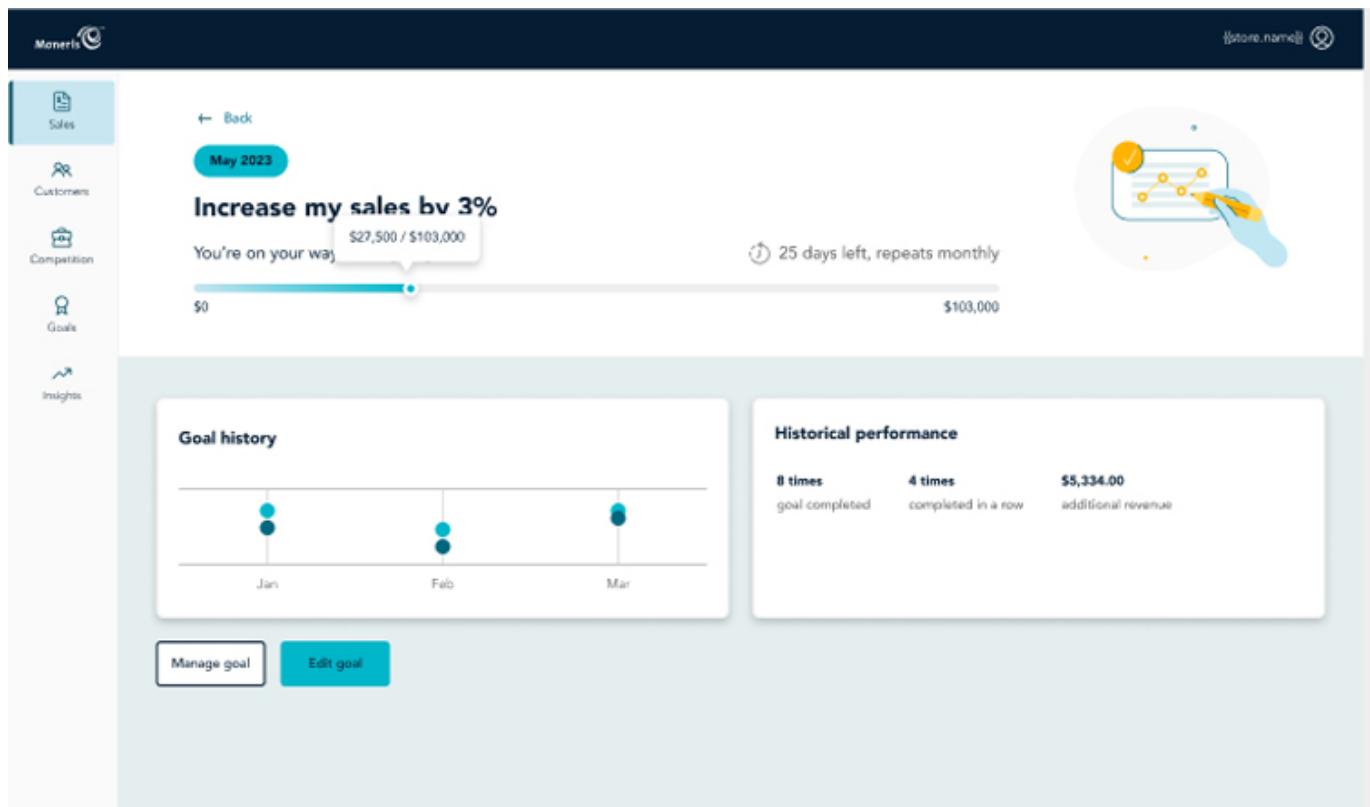 Moneris
{{store.name}}
Sales
Customers
Competition
Goals
Insights
← Back
May 2023
Increase my sales by 3%
$27,500 / $103,000
You're on your way
25 days left, repeats monthly
$0
$103,000
Goal history
Jan
Feb
Mar
Historical performance
8 times
goal completed
4 times
completed in a row
$5,334.00
additional revenue
Manage goal
Edit goal